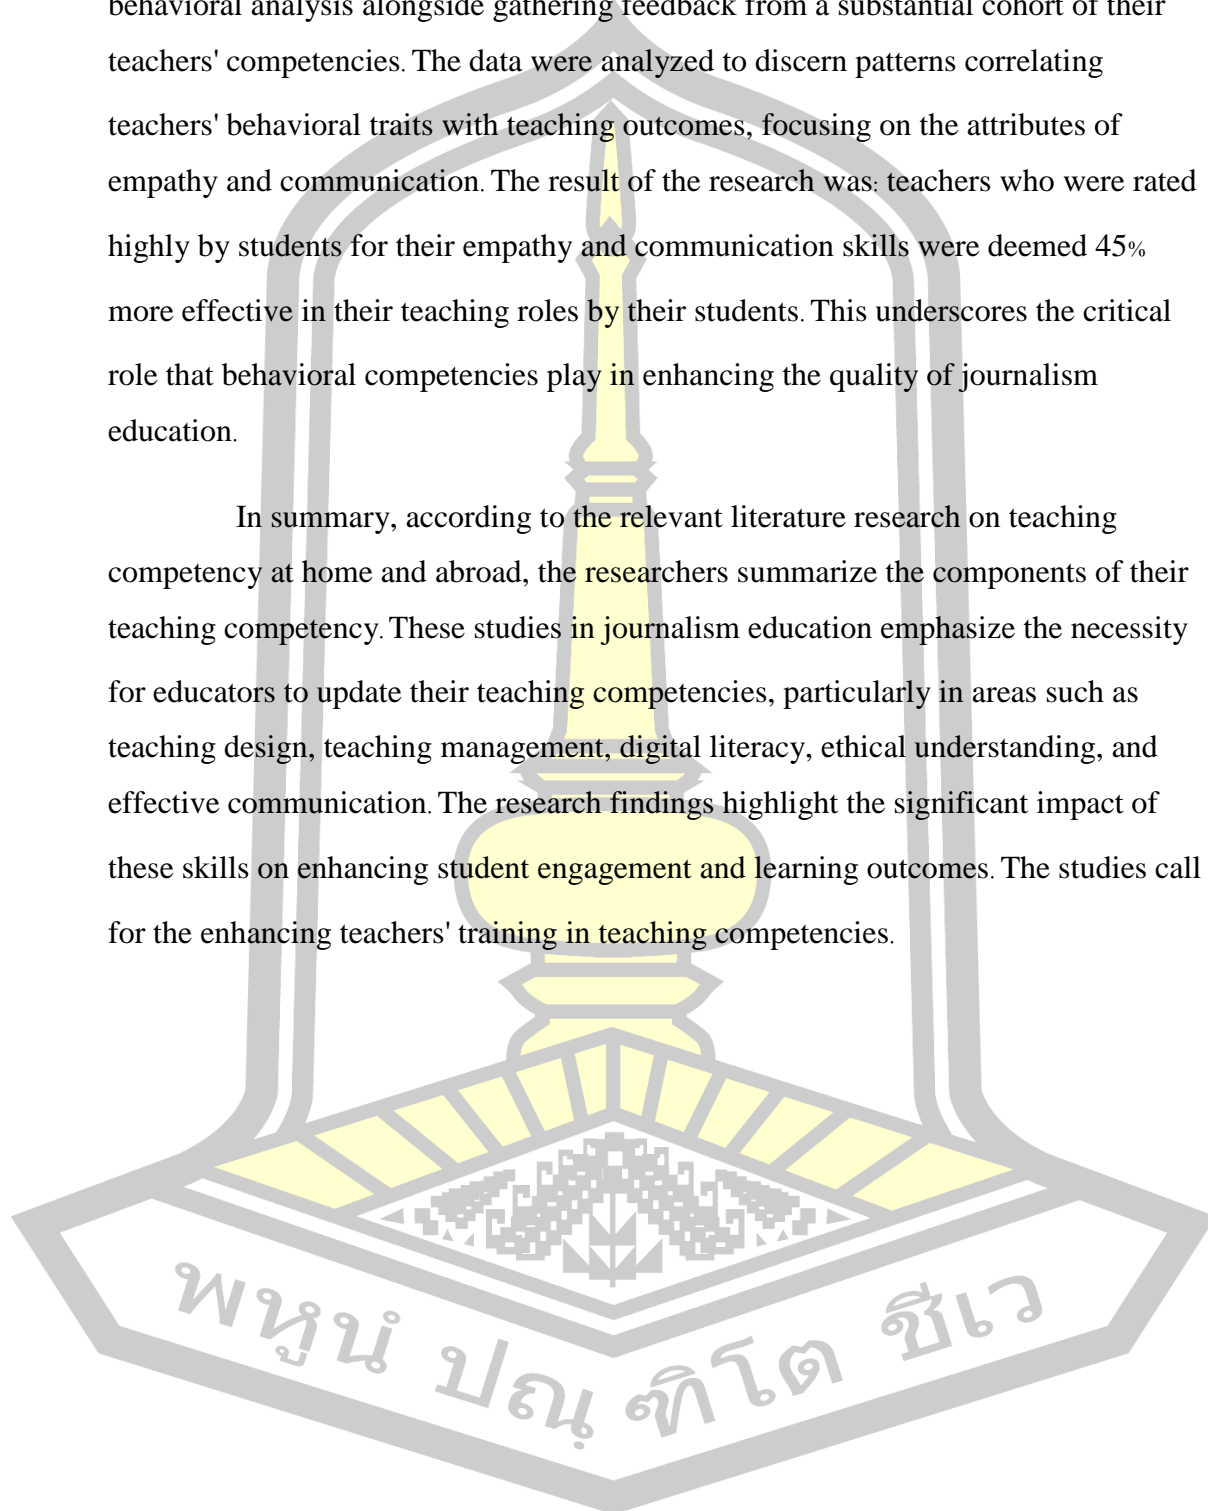 behavioral analysis alongside gathering feedback from a substantial cohort of their
teachers' competencies. The data were analyzed to discern patterns correlating
teachers' behavioral traits with teaching outcomes, focusing on the attributes of
empathy and communication. The result of the research was: teachers who were rated
highly by students for their empathy and communication skills were deemed 45%
more effective in their teaching roles by their students. This underscores the critical
role that behavioral competencies play in enhancing the quality of journalism
education.
In summary, according to the relevant literature research on teaching
competency at home and abroad, the researchers summarize the components of their
teaching competency. These studies in journalism education emphasize the necessity
for educators to update their teaching competencies, particularly in areas such as
teaching design, teaching management, digital literacy, ethical understanding, and
effective communication. The research findings highlight the significant impact of
these skills on enhancing student engagement and learning outcomes. The studies call
for the enhancing teachers' training in teaching competencies.
พหูนํ ปณฺฑิโต ชีเว